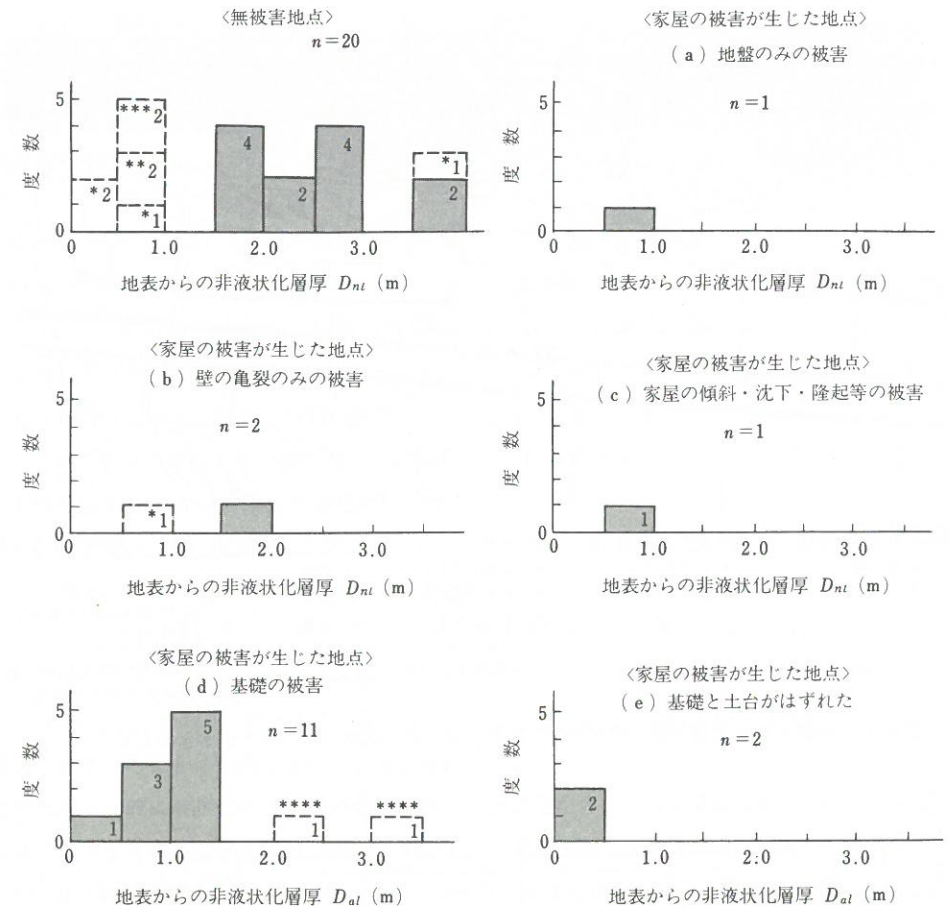 〈無被害地点〉
n=20
度数
5
0
***2
**2
*2
*1
4
2
4
*1
2
0 1.0 2.0 3.0
地表からの非液状化層厚 Dnl (m)
〈家屋の被害が生じた地点〉
(a) 地盤のみの被害
n=1
度数
5
0
0 1.0 2.0 3.0
地表からの非液状化層厚 Dnl (m)
〈家屋の被害が生じた地点〉
(b) 壁の亀裂のみの被害
n=2
度数
5
0
*1
0 1.0 2.0 3.0
地表からの非液状化層厚 Dnl (m)
〈家屋の被害が生じた地点〉
(c) 家屋の傾斜・沈下・隆起等の被害
n=1
度数
5
0
1
0 1.0 2.0 3.0
地表からの非液状化層厚 Dnl (m)
〈家屋の被害が生じた地点〉
(d) 基礎の被害
n=11
度数
5
0
1
3
5
****
1
****
1
0 1.0 2.0 3.0
地表からの非液状化層厚 Dal (m)
〈家屋の被害が生じた地点〉
(e) 基礎と土台がはずれた
n=2
度数
5
0
2
0 1.0 2.0 3.0
地表からの非液状化層厚 Dal (m)